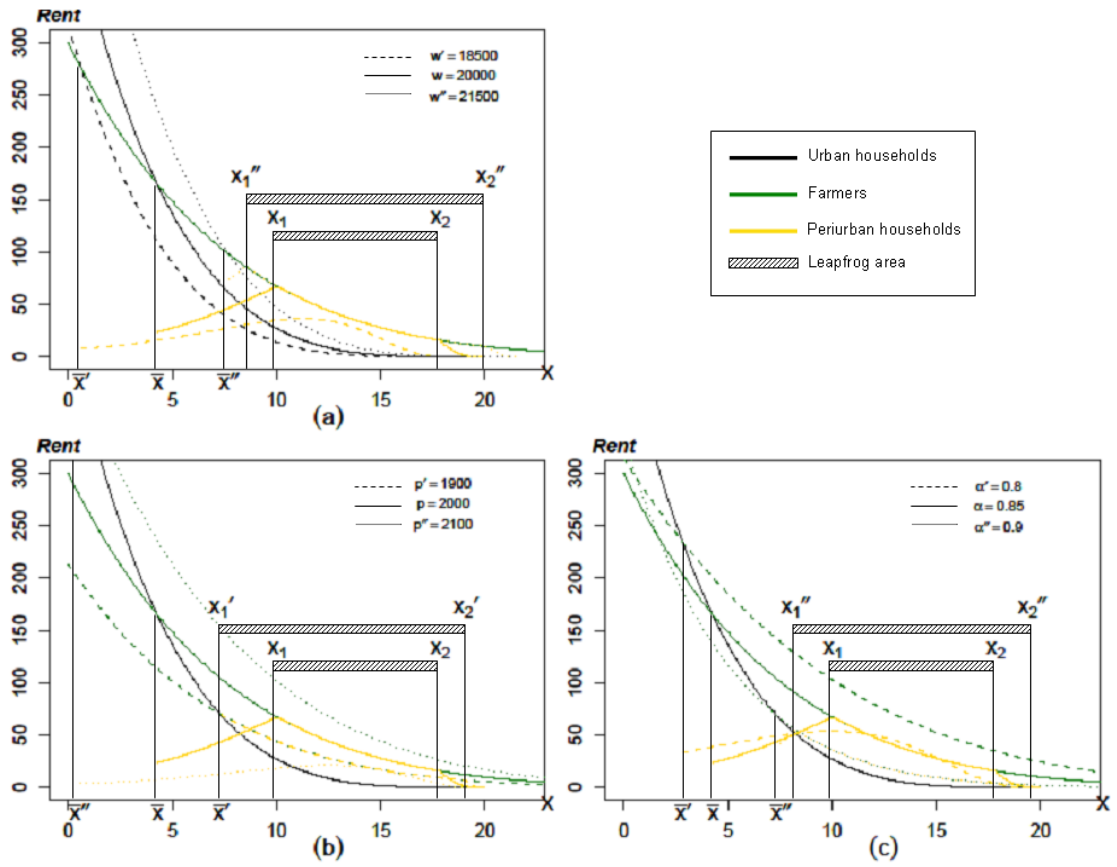 Rent
300
250
200
150
100
50
0
w' = 18500
w = 20000
w'' = 21500
x₁'' x₂''
x₁ x₂
x̅' x̅ x̅'' X
0 5 10 15 20
(a)
Urban households
Farmers
Periurban households
Leapfrog area
Rent
300
250
200
150
100
50
0
p' = 1900
p = 2000
p'' = 2100
x₁' x₂'
x₁ x₂
x̅'' x̅ x̅' X
0 5 10 15 20
(b)
Rent
300
250
200
150
100
50
0
α' = 0.8
α = 0.85
α'' = 0.9
x₁'' x₂''
x₁ x₂
x̅' x̅ x̅'' X
0 5 10 15 20
(c)